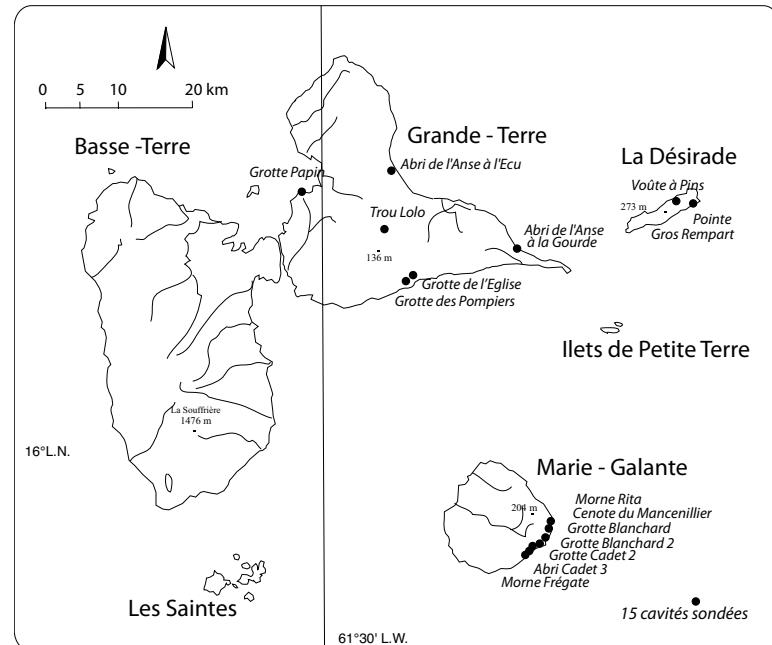 0 5 10 20 km
Basse -Terre
Grande - Terre
La Désirade
Grotte Papin
Abri de l'Anse à l'Ecu
Voûte à Pins
273 m
Pointe
Gros Rempart
Trou Lolo
136 m
Abri de l'Anse
à la Gourde
Grotte de l'Eglise
Grotte des Pompiers
Ilets de Petite Terre
La Souffrière
1476 m
16°L.N.
Marie - Galante
204 m
Morne Rita
Cenote du Mancenillier
Grotte Blanchard
Grotte Blanchard 2
Grotte Cadet 2
Abri Cadet 3
Morne Frégate
Les Saintes
15 cavités sondées
61°30' L.W.